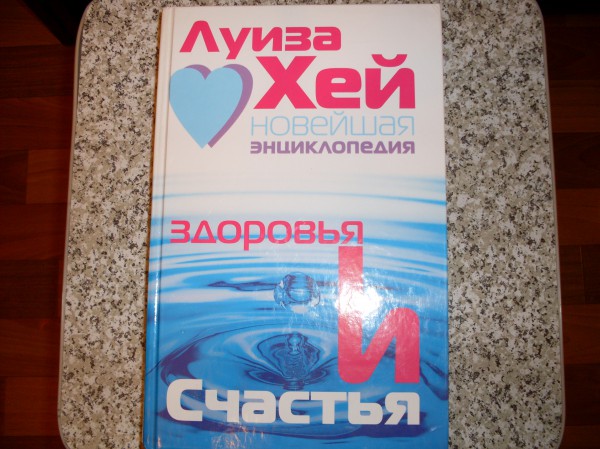 Луиза
Хей
новейшая
энциклопедия
здоровья
и
Счастья